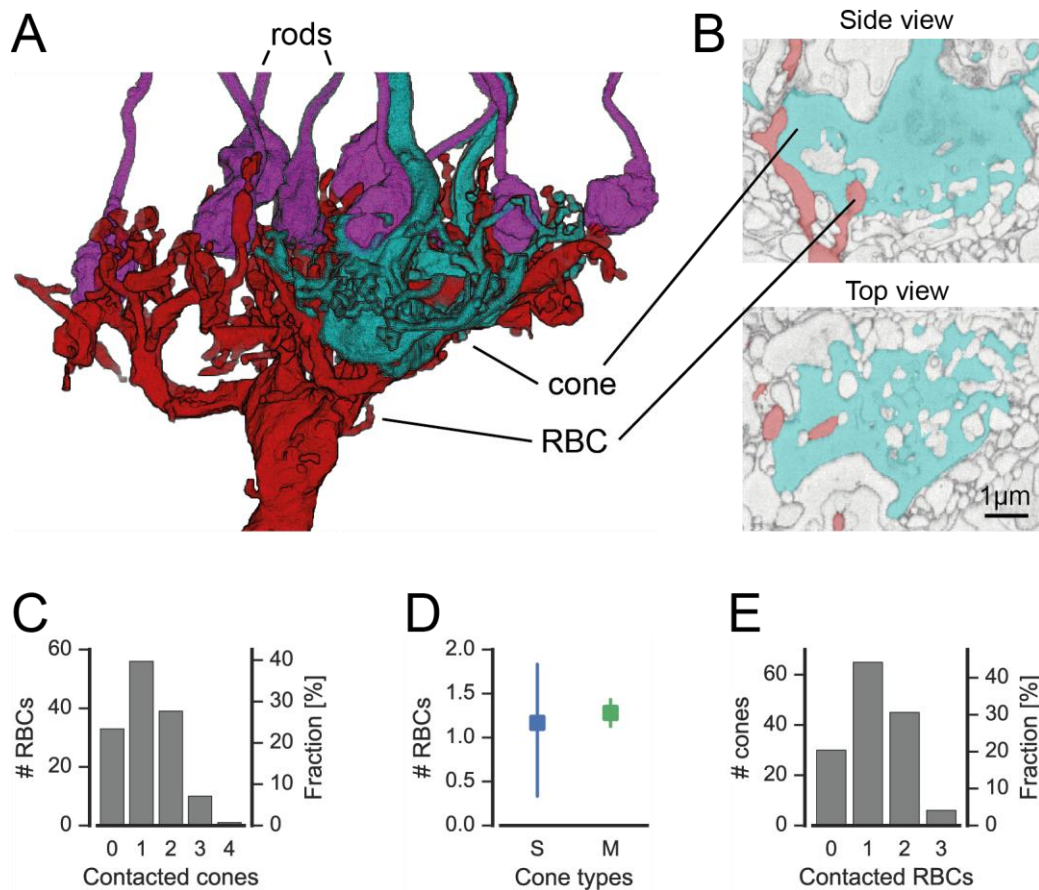 A
rods
cone
RBC
B
Side view
Top view
1µm
C
# RBCs
60
40
20
0
Fraction [%]
40
30
20
10
0
0 1 2 3 4
Contacted cones
D
# RBCs
2.0
1.5
1.0
0.5
0.0
S M
Cone types
E
# cones
60
40
20
0
Fraction [%]
40
30
20
10
0
0 1 2 3
Contacted RBCs